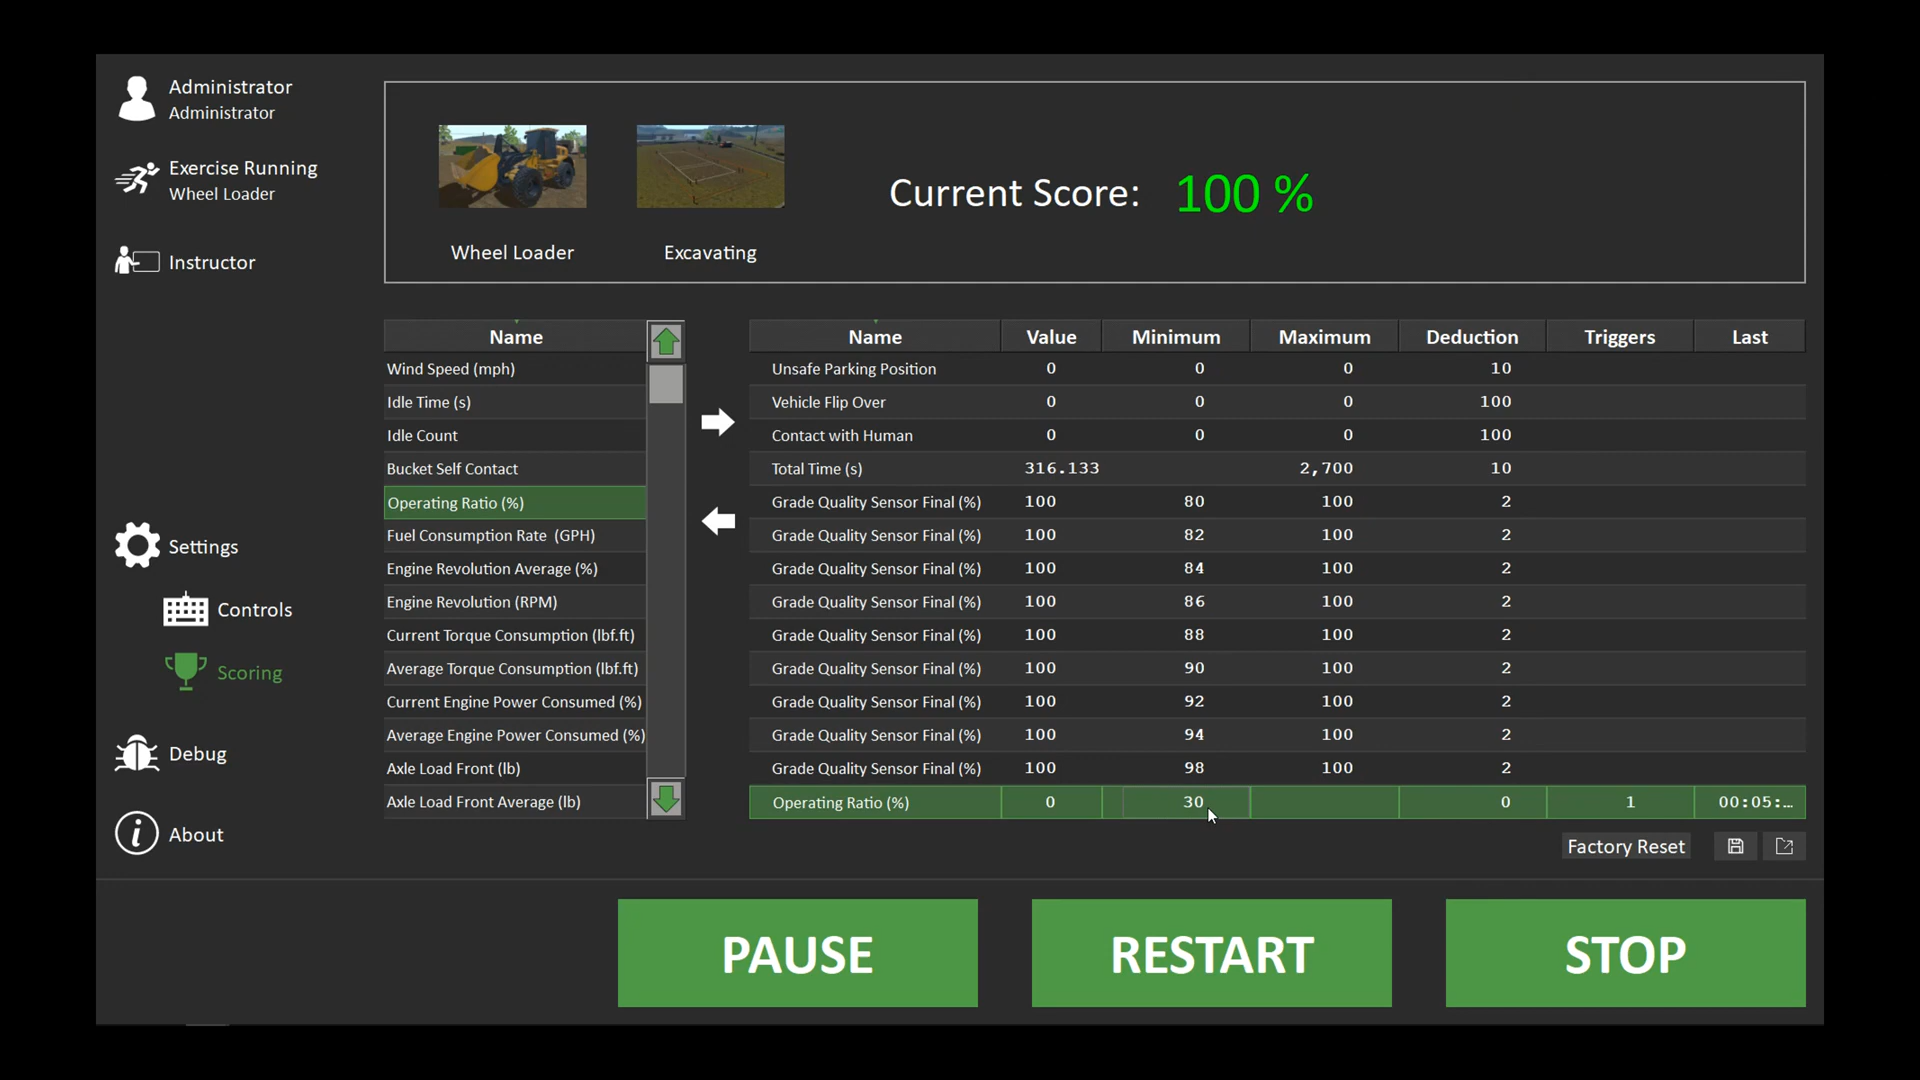 Administrator
Administrator
Exercise Running
Wheel Loader
Instructor
Settings
Controls
Scoring
Debug
About
Wheel Loader
Excavating
Current Score: 100 %
Name
Wind Speed (mph)
Idle Time (s)
Idle Count
Bucket Self Contact
Operating Ratio (%)
Fuel Consumption Rate (GPH)
Engine Revolution Average (%)
Engine Revolution (RPM)
Current Torque Consumption (lbf.ft)
Average Torque Consumption (lbf.ft)
Current Engine Power Consumed (%)
Average Engine Power Consumed (%)
Axle Load Front (lb)
Axle Load Front Average (lb)
Name Value Minimum Maximum Deduction Triggers Last
Unsafe Parking Position 0 0 0 10
Vehicle Flip Over 0 0 0 100
Contact with Human 0 0 0 100
Total Time (s) 316.133 2,700 10
Grade Quality Sensor Final (%) 100 80 100 2
Grade Quality Sensor Final (%) 100 82 100 2
Grade Quality Sensor Final (%) 100 84 100 2
Grade Quality Sensor Final (%) 100 86 100 2
Grade Quality Sensor Final (%) 100 88 100 2
Grade Quality Sensor Final (%) 100 90 100 2
Grade Quality Sensor Final (%) 100 92 100 2
Grade Quality Sensor Final (%) 100 94 100 2
Grade Quality Sensor Final (%) 100 98 100 2
Operating Ratio (%) 0 30 0 1 00:05:...
Factory Reset
PAUSE
RESTART
STOP